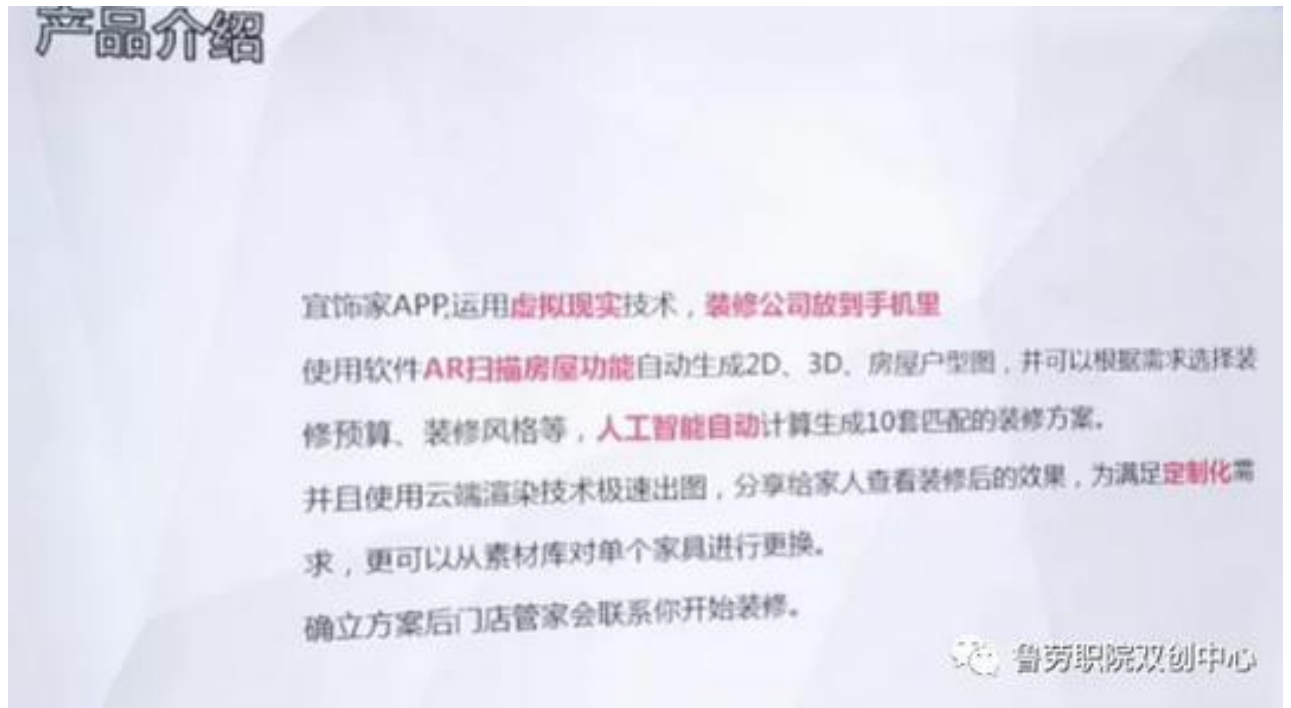 产品介绍
宜饰家APP,运用虚拟现实技术，装修公司放到手机里
使用软件AR扫描房屋功能自动生成2D、3D、房屋户型图，并可以根据需求选择装
修预算、装修风格等，人工智能自动计算生成10套匹配的装修方案。
并且使用云端渲染技术极速出图，分享给家人查看装修后的效果，为满足定制化需
求，更可以从素材库对单个家具进行更换。
确立方案后门店管家会联系你开始装修。
鲁劳职院双创中心